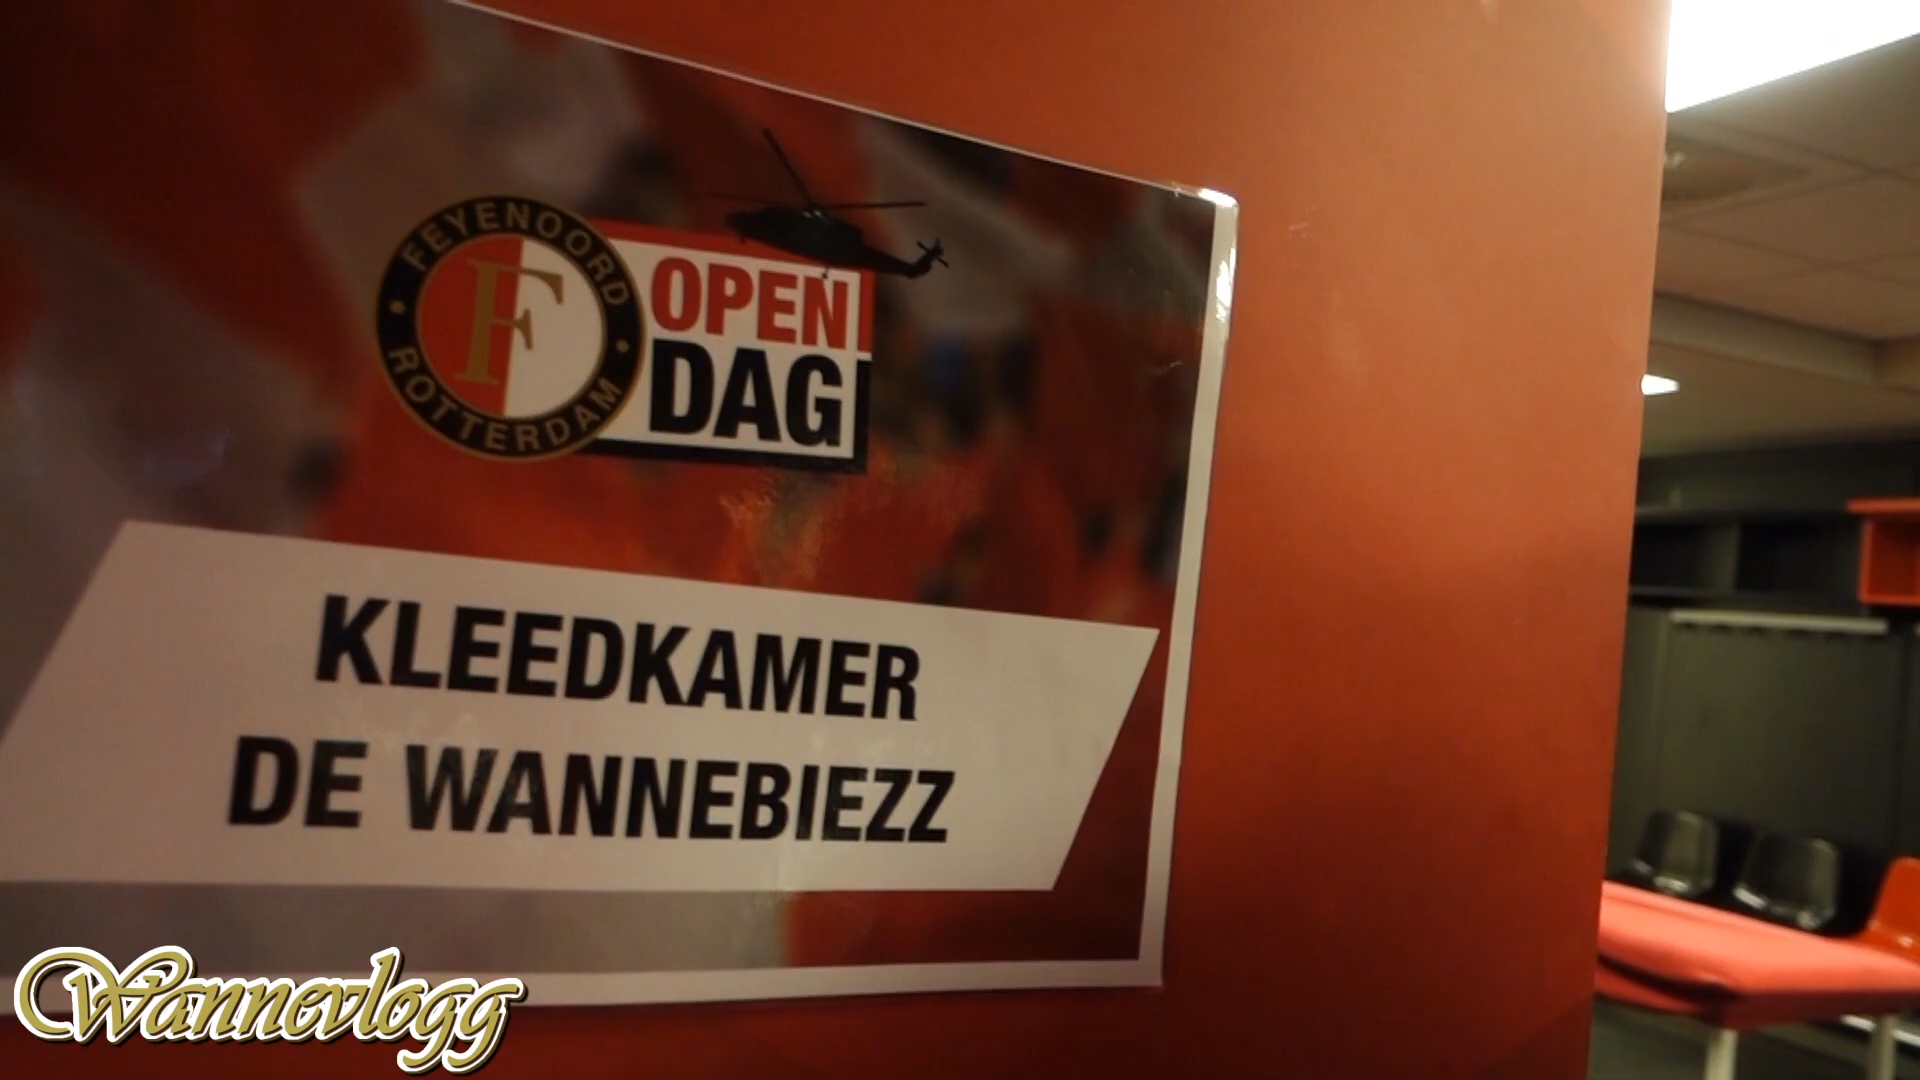 FEYENOORD
ROTTERDAM
F
OPEN
DAG
KLEEDKAMER
DE WANNEBIEZZ
Wannevlogg